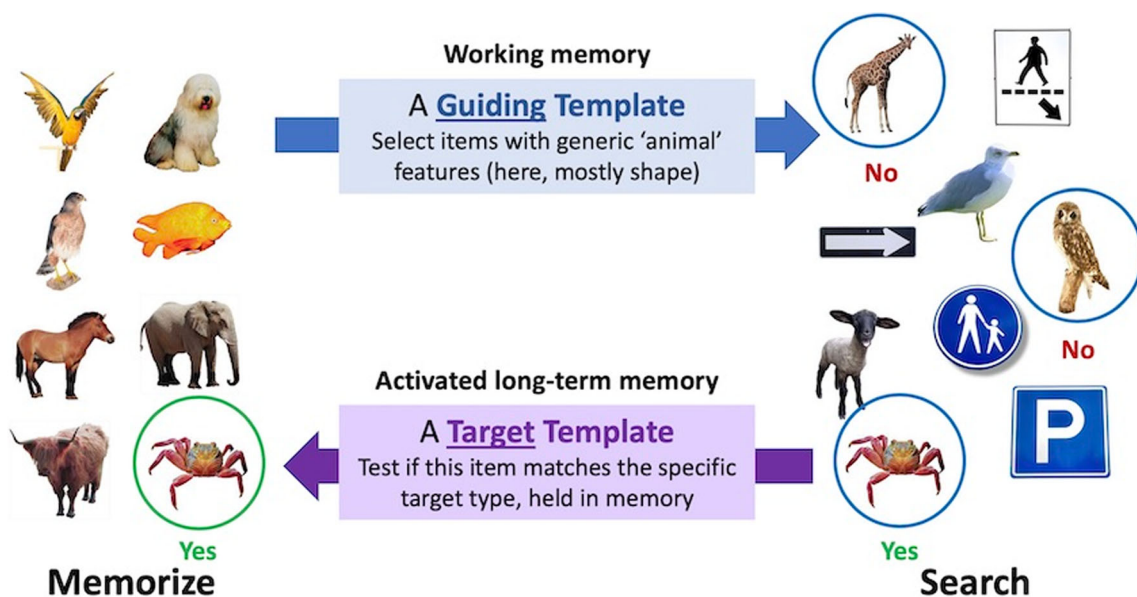 Working memory
A Guiding Template
Select items with generic ‘animal’
features (here, mostly shape)
No
No
Activated long-term memory
A Target Template
Test if this item matches the specific
target type, held in memory
P
Yes
Yes
Memorize
Search